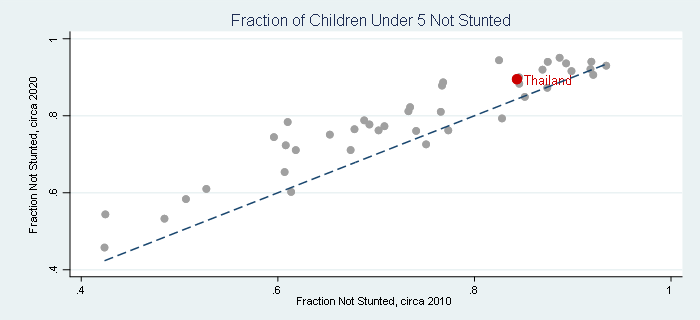 Fraction of Children Under 5 Not Stunted
Fraction Not Stunted, circa 2020
1
.8
.6
.4
Thailand
.4 .6 .8 1
Fraction Not Stunted, circa 2010